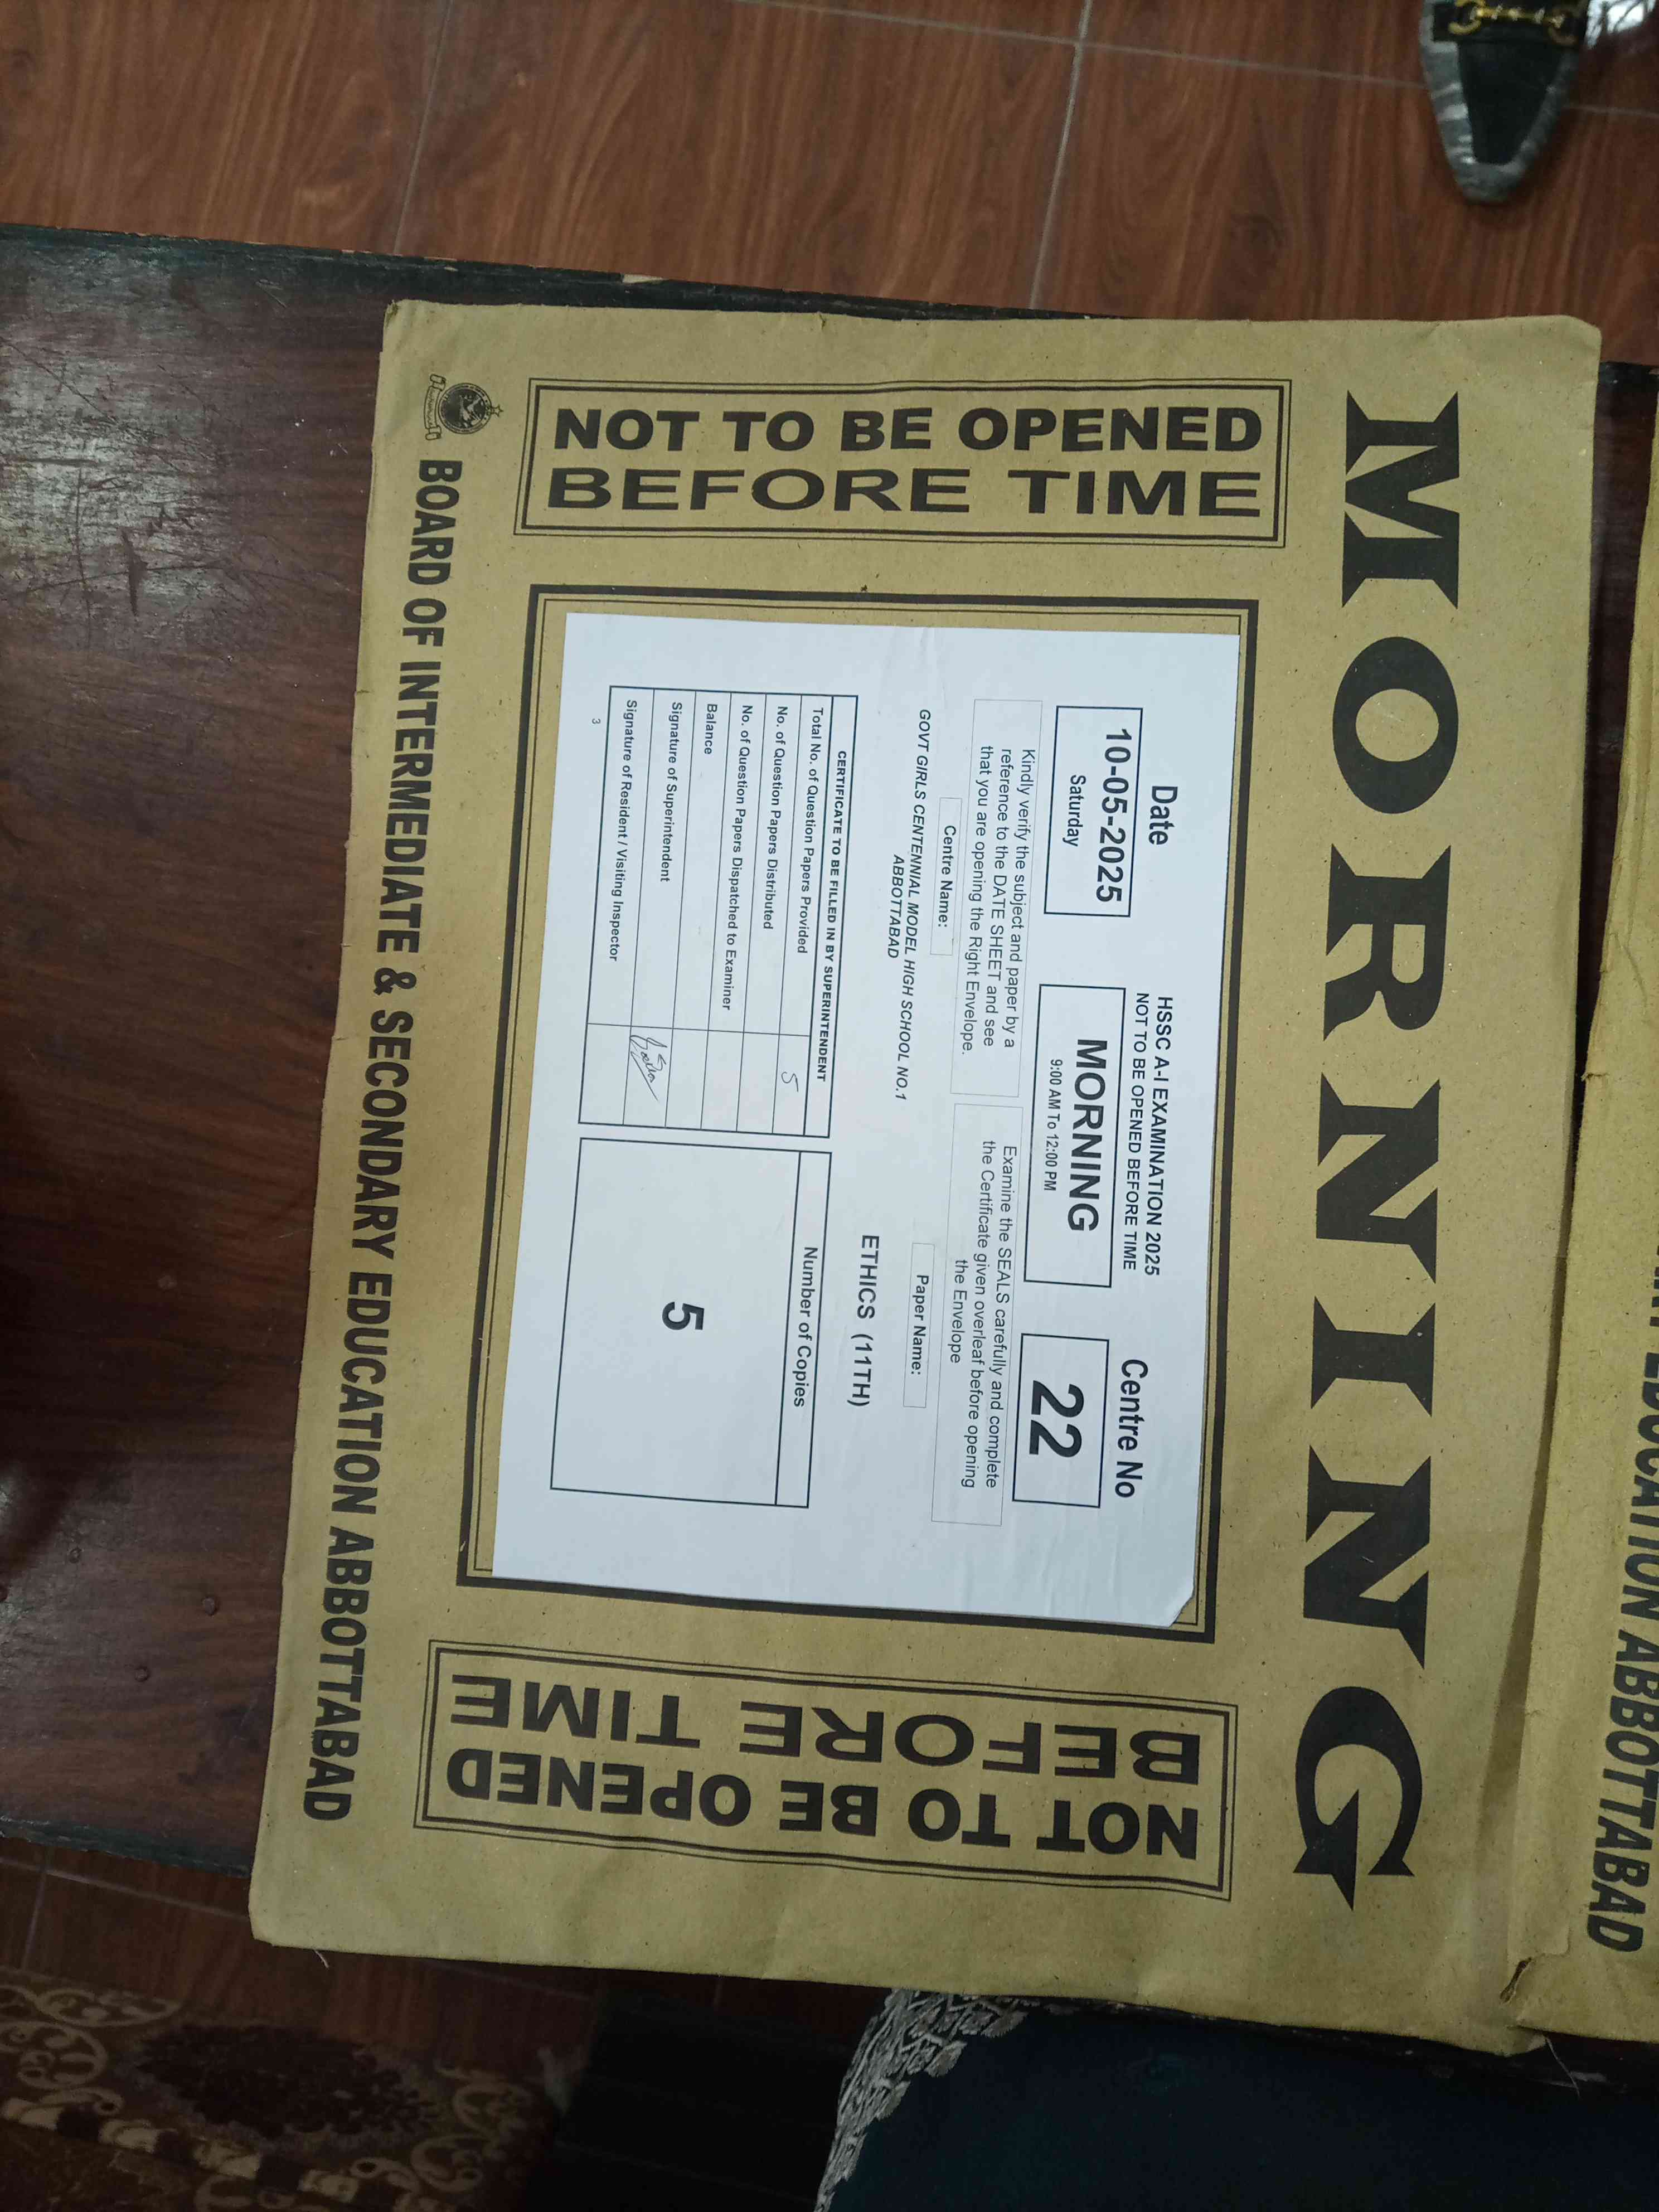 MORNING
NOT TO BE OPENED
BEFORE TIME
Date
10-05-2025
Saturday
HSSC A-I EXAMINATION 2025
NOT TO BE OPENED BEFORE TIME
MORNING
9:00 AM To 12:00 PM
Centre No
22
Kindly verify the subject and paper by a
reference to the DATE SHEET and see
that you are opening the Right Envelope.
Examine the SEALS carefully and complete
the Certificate given overleaf before opening
the Envelope
Centre Name:
GOVT GIRLS CENTENNIAL MODEL HIGH SCHOOL NO.1
ABBOTTABAD
Paper Name:
ETHICS (11TH)
CERTIFICATE TO BE FILLED IN BY SUPERINTENDENT
Total No. of Question Papers Provided 5
No. of Question Papers Distributed
No. of Question Papers Dispatched to Examiner
Balance
Signature of Superintendent
Signature of Resident / Visiting Inspector
3
Number of Copies
5
NOT TO BE OPENED
BEFORE TIME
BOARD OF INTERMEDIATE & SECONDARY EDUCATION ABBOTTABAD
EDUCATION ABBOTTABAD